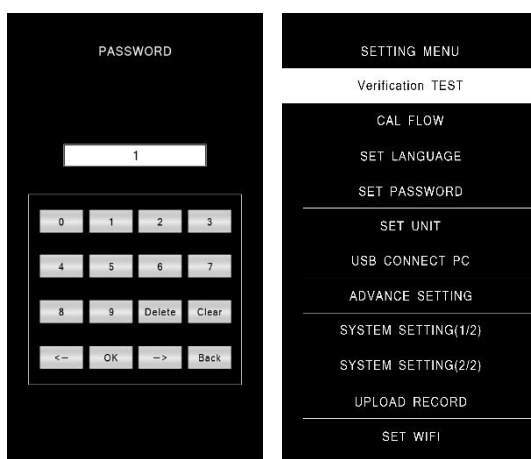 PASSWORD
1
0 1 2 3
4 5 6 7
8 9 Delete Clear
<- OK -> Back
SETTING MENU
Verification TEST
CAL FLOW
SET LANGUAGE
SET PASSWORD
SET UNIT
USB CONNECT PC
ADVANCE SETTING
SYSTEM SETTING(1/2)
SYSTEM SETTING(2/2)
UPLOAD RECORD
SET WIFI